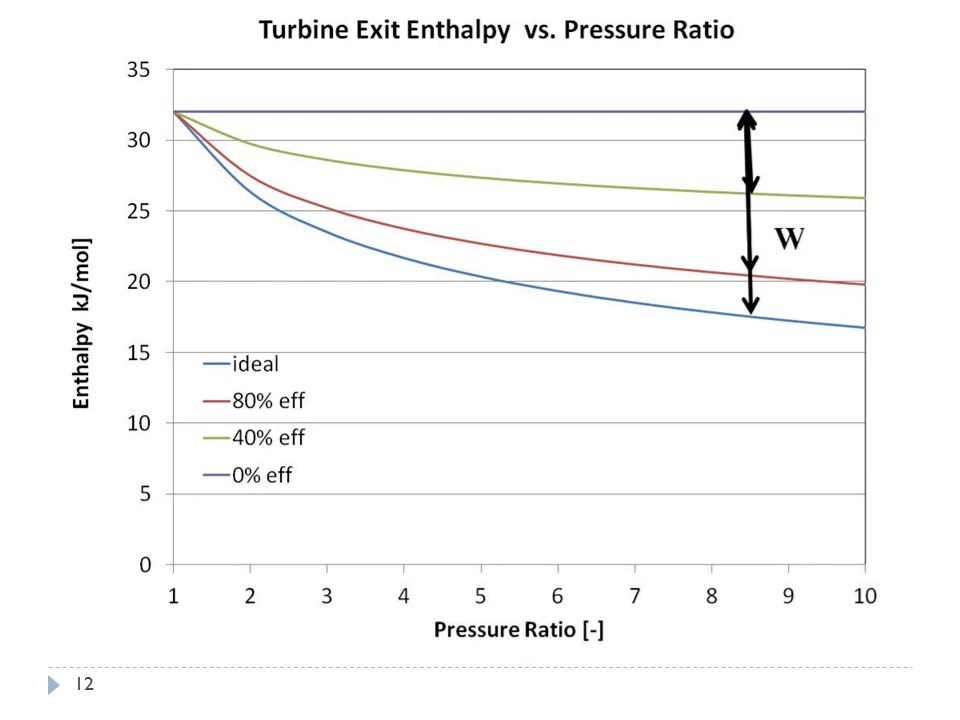 Turbine Exit Enthalpy vs. Pressure Ratio
35
30
25
20
15
10
5
0
Enthalpy kJ/mol]
W
ideal
80% eff
40% eff
0% eff
1 2 3 4 5 6 7 8 9 10
Pressure Ratio [-]
12